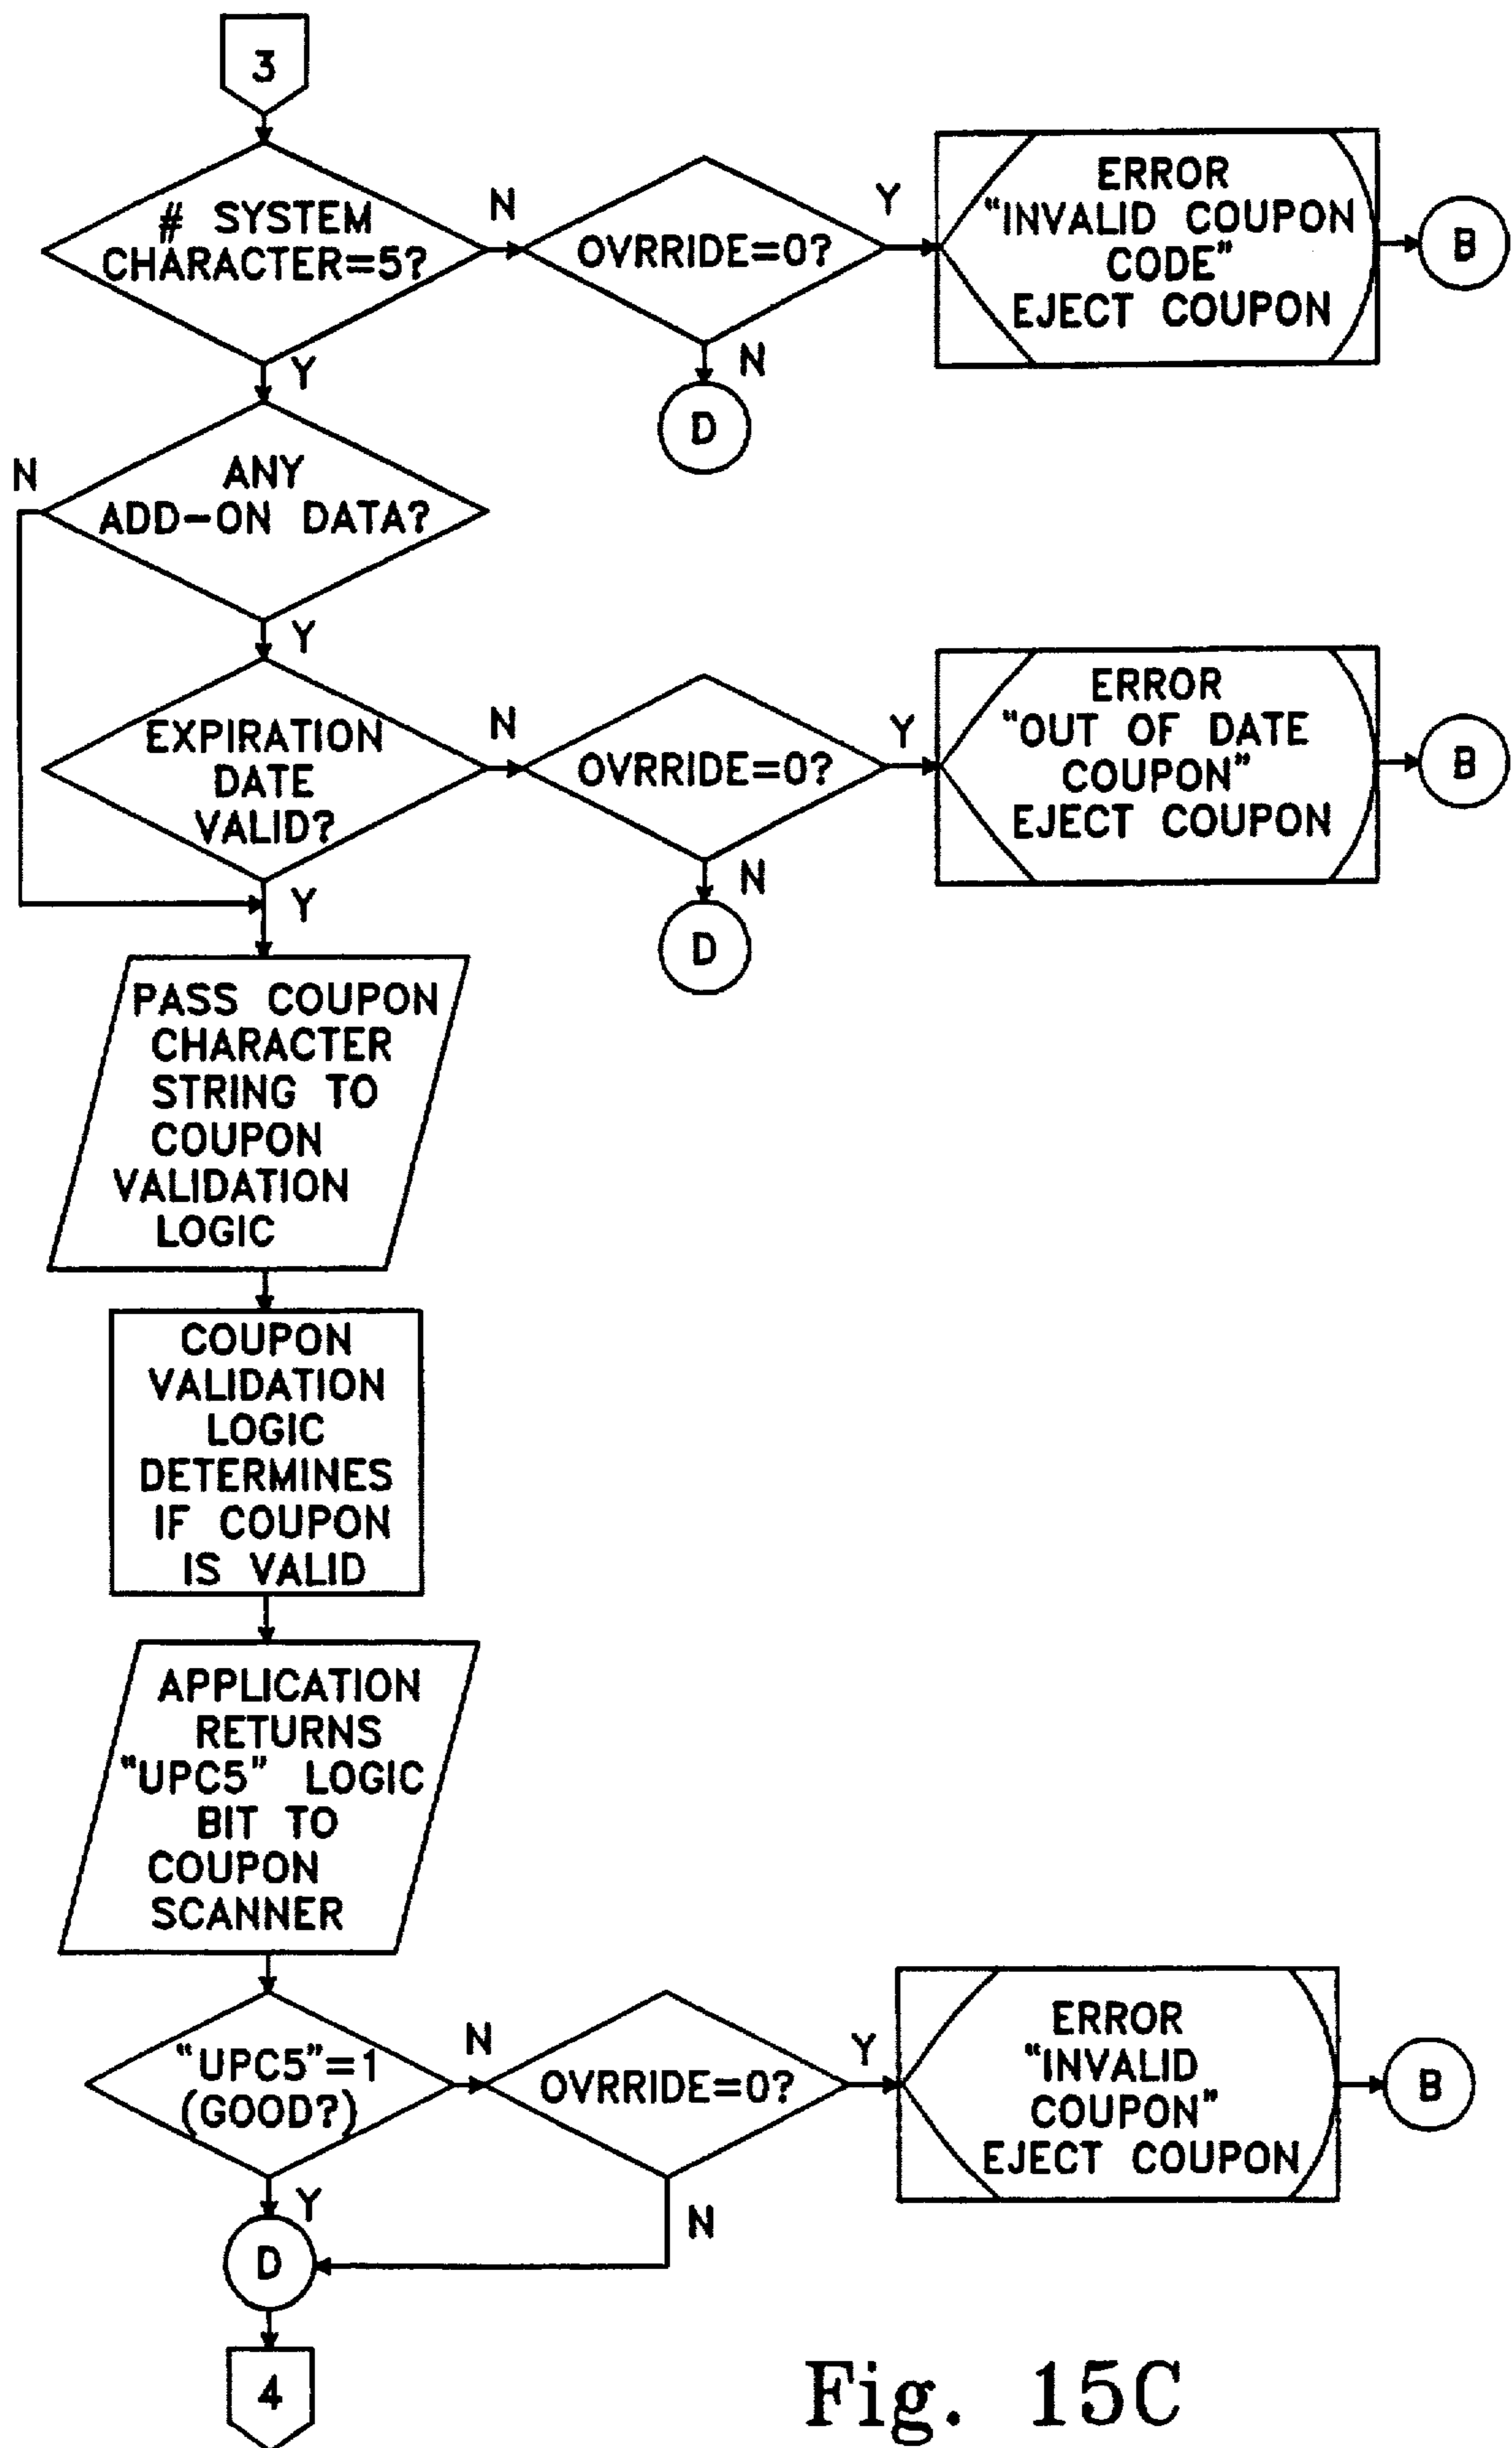 3
# SYSTEM
CHARACTER=5?
N
OVRRIDE=0?
Y
ERROR
"INVALID COUPON
CODE"
EJECT COUPON
B
Y
N
D
N
ANY
ADD-ON DATA?
Y
EXPIRATION
DATE
VALID?
N
OVRRIDE=0?
Y
ERROR
"OUT OF DATE
COUPON"
EJECT COUPON
B
Y
N
D
PASS COUPON
CHARACTER
STRING TO
COUPON
VALIDATION
LOGIC
COUPON
VALIDATION
LOGIC
DETERMINES
IF COUPON
IS VALID
APPLICATION
RETURNS
"UPC5" LOGIC
BIT TO
COUPON
SCANNER
"UPC5"=1
(GOOD?)
N
OVRRIDE=0?
Y
ERROR
"INVALID
COUPON"
EJECT COUPON
B
Y
N
D
4
Fig. 15C